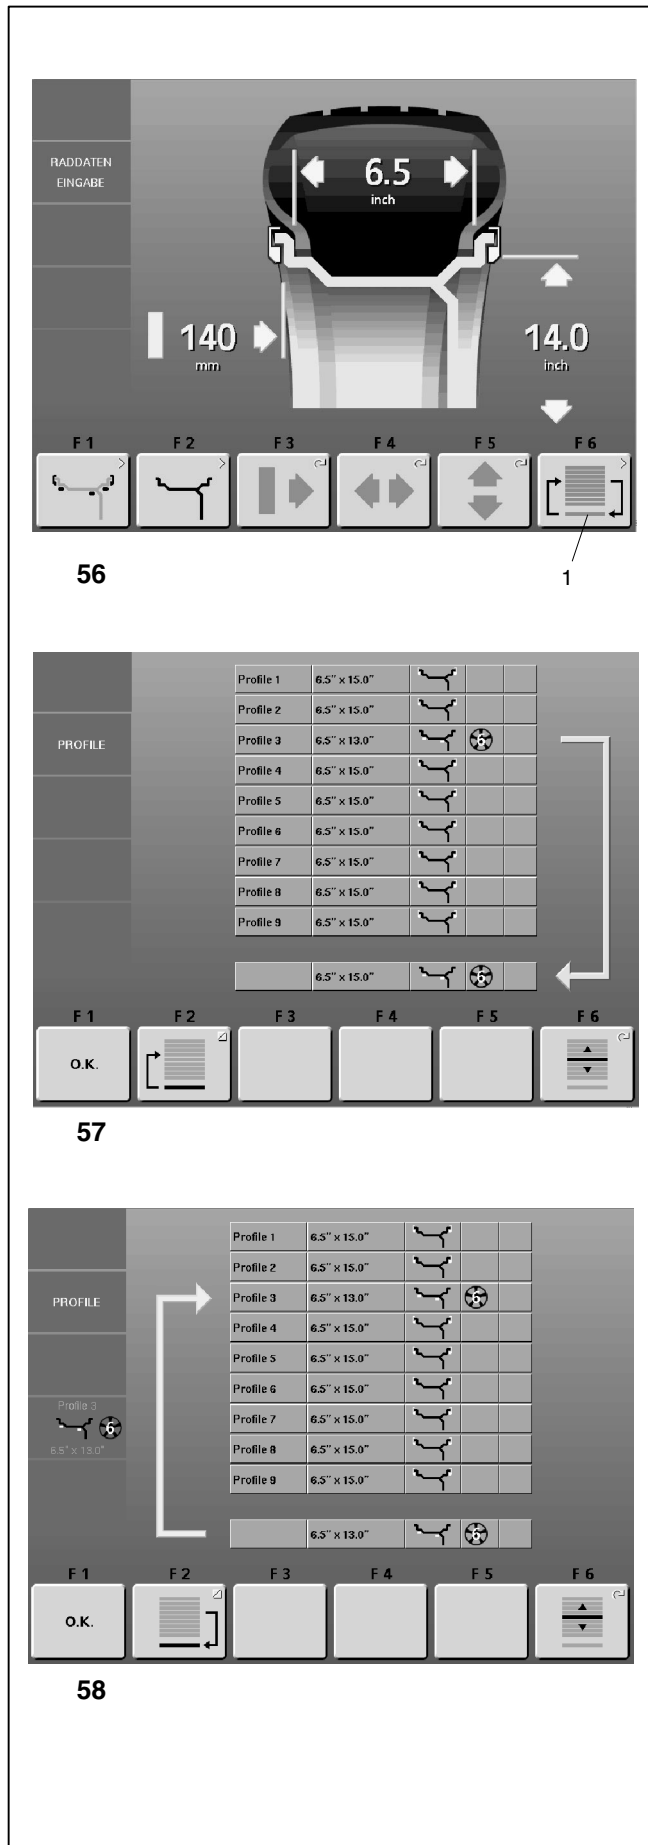 RADDATEN
EINGABE
6.5
inch
140
mm
14.0
inch
F 1 F 2 F 3 F 4 F 5 F 6
56
1
PROFILE
Profile 1 6.5" x 15.0"
Profile 2 6.5" x 15.0"
Profile 3 6.5" x 13.0" 6
Profile 4 6.5" x 15.0"
Profile 5 6.5" x 15.0"
Profile 6 6.5" x 15.0"
Profile 7 6.5" x 15.0"
Profile 8 6.5" x 15.0"
Profile 9 6.5" x 15.0"
6.5" x 15.0" 6
F 1 F 2 F 3 F 4 F 5 F 6
O.K.
57
PROFILE
Profile 3
6
6.5" x 13.0"
Profile 1 6.5" x 15.0"
Profile 2 6.5" x 15.0"
Profile 3 6.5" x 13.0" 6
Profile 4 6.5" x 15.0"
Profile 5 6.5" x 15.0"
Profile 6 6.5" x 15.0"
Profile 7 6.5" x 15.0"
Profile 8 6.5" x 15.0"
Profile 9 6.5" x 15.0"
6.5" x 13.0" 6
F 1 F 2 F 3 F 4 F 5 F 6
O.K.
58